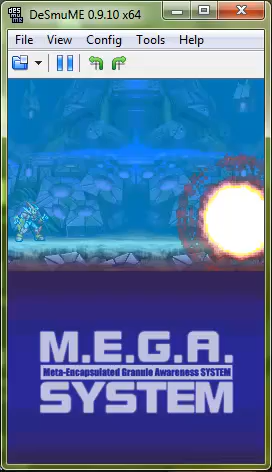 DeSmuME 0.9.10 x64
File View Config Tools Help
M.E.G.A.
Meta-Encapsulated Granule Awareness SYSTEM
SYSTEM